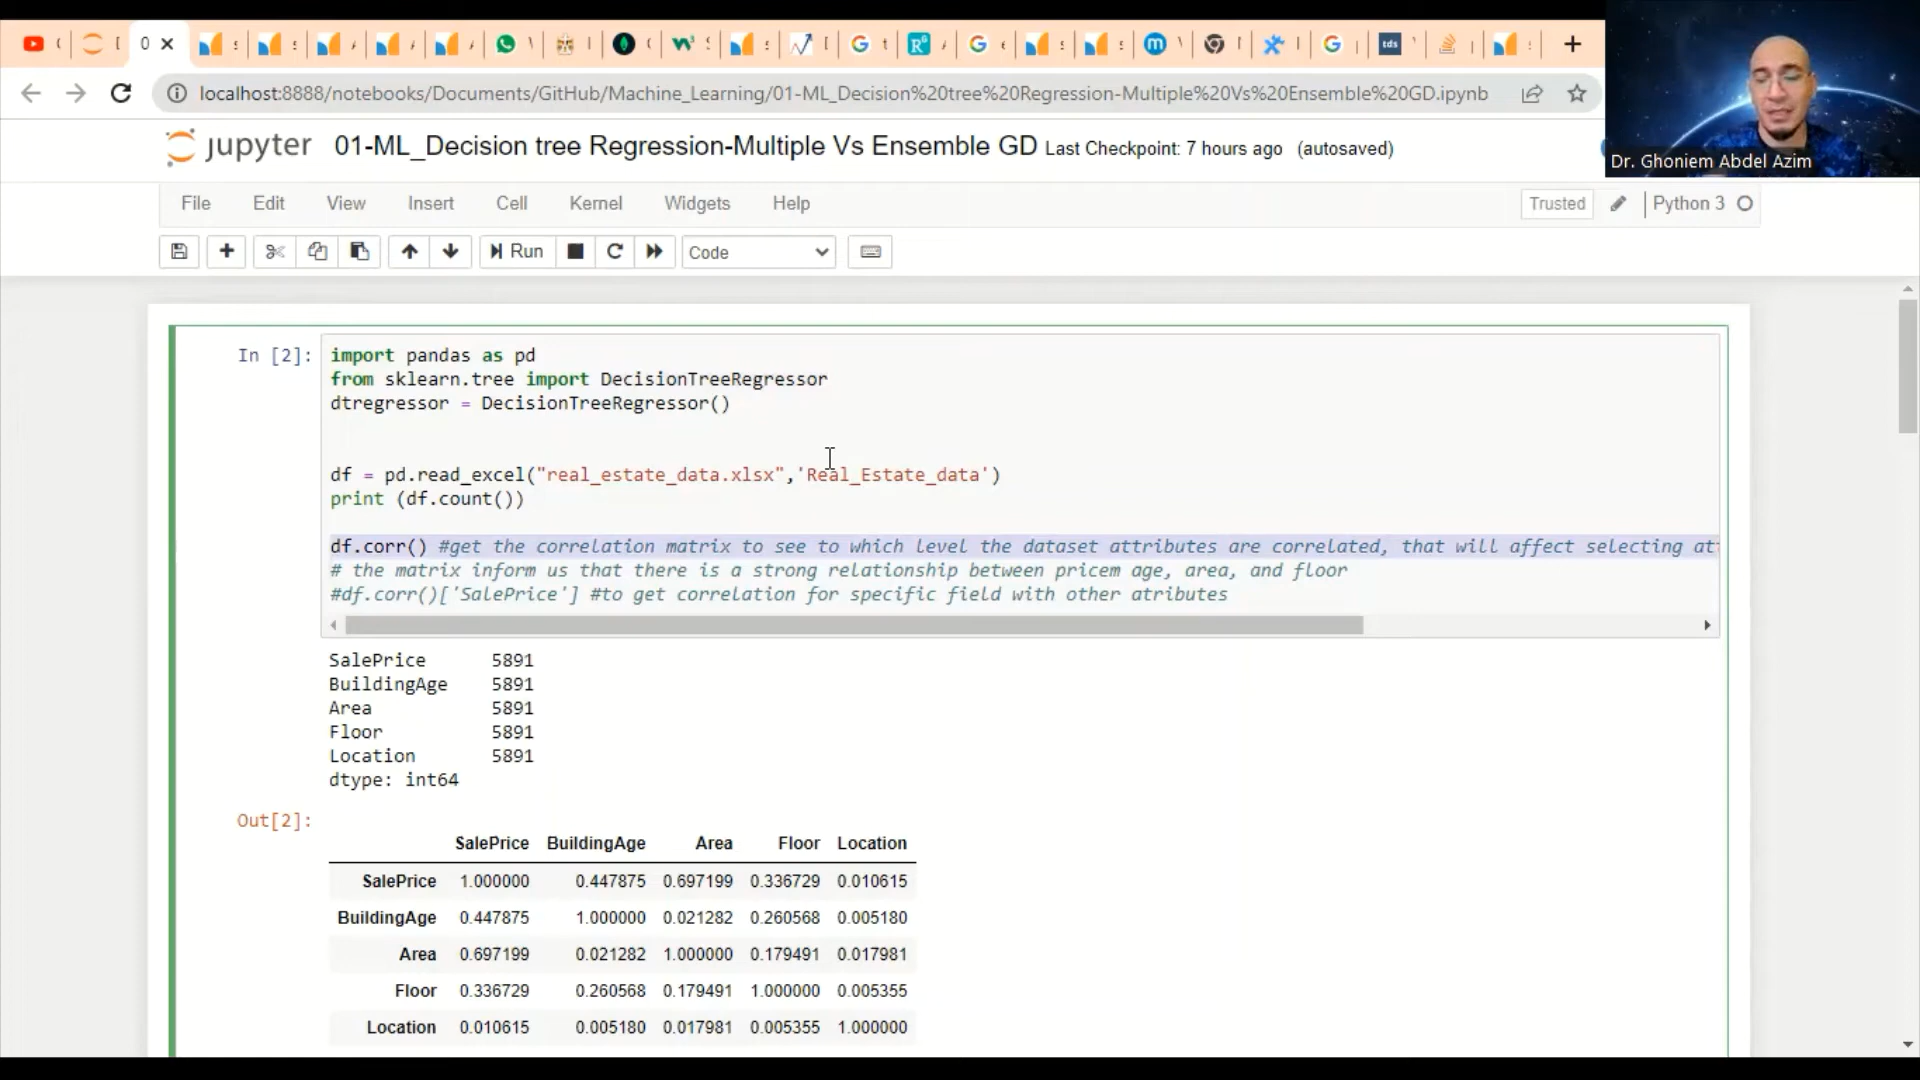 0
tds
localhost:8888/notebooks/Documents/GitHub/Machine_Learning/01-ML_Decision%20tree%20Regression-Multiple%20Vs%20Ensemble%20GD.ipynb
Dr. Ghoniem Abdel Azim
jupyter 01-ML_Decision tree Regression-Multiple Vs Ensemble GD Last Checkpoint: 7 hours ago (autosaved)
File Edit View Insert Cell Kernel Widgets Help Trusted Python 3
Run Code
In [2]: import pandas as pd
from sklearn.tree import DecisionTreeRegressor
dtregressor = DecisionTreeRegressor()
df = pd.read_excel("real_estate_data.xlsx",'Real_Estate_data')
print (df.count())
df.corr() #get the correlation matrix to see to which level the dataset attributes are correlated, that will affect selecting at
# the matrix inform us that there is a strong relationship between pricem age, area, and floor
#df.corr()['SalePrice'] #to get correlation for specific field with other atributes
SalePrice 5891
BuildingAge 5891
Area 5891
Floor 5891
Location 5891
dtype: int64
Out[2]:
SalePrice BuildingAge Area Floor Location
SalePrice 1.000000 0.447875 0.697199 0.336729 0.010615
BuildingAge 0.447875 1.000000 0.021282 0.260568 0.005180
Area 0.697199 0.021282 1.000000 0.179491 0.017981
Floor 0.336729 0.260568 0.179491 1.000000 0.005355
Location 0.010615 0.005180 0.017981 0.005355 1.000000